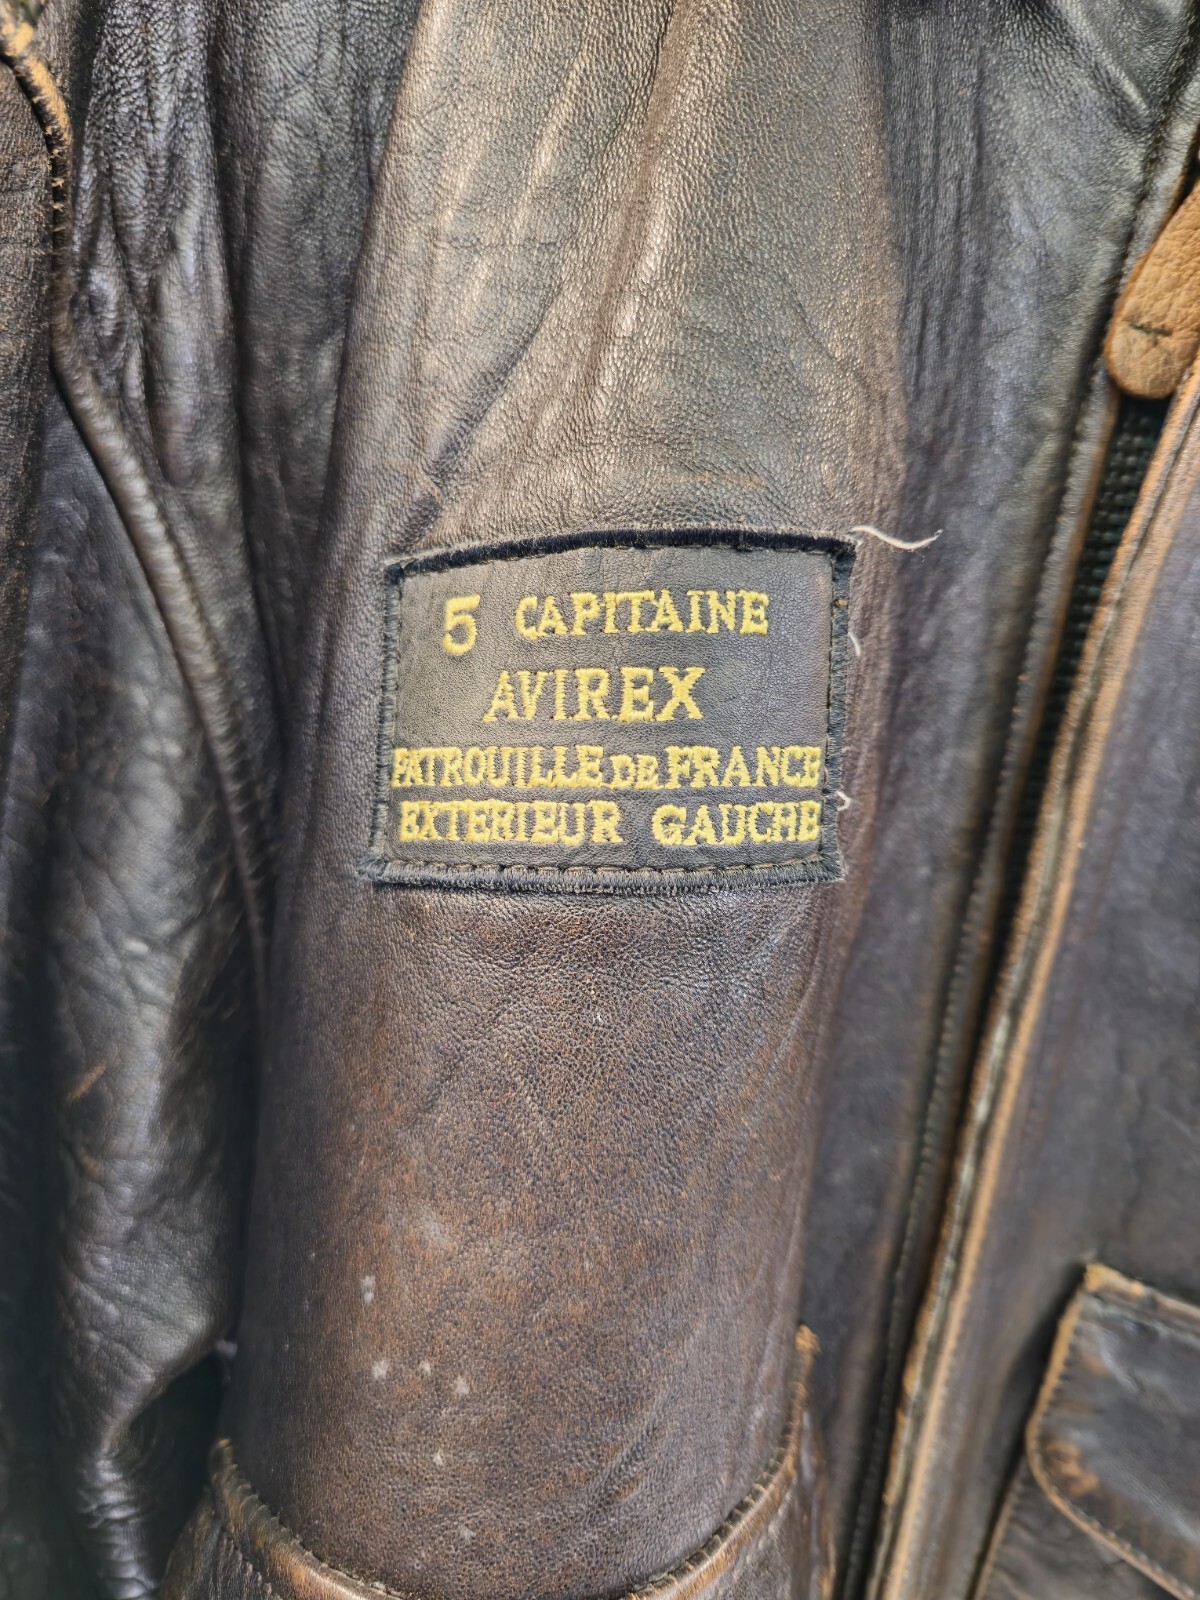 5 CAPITAINE
AVIREX
PATROUILLE DE FRANCE
EXTERIEUR GAUCHE